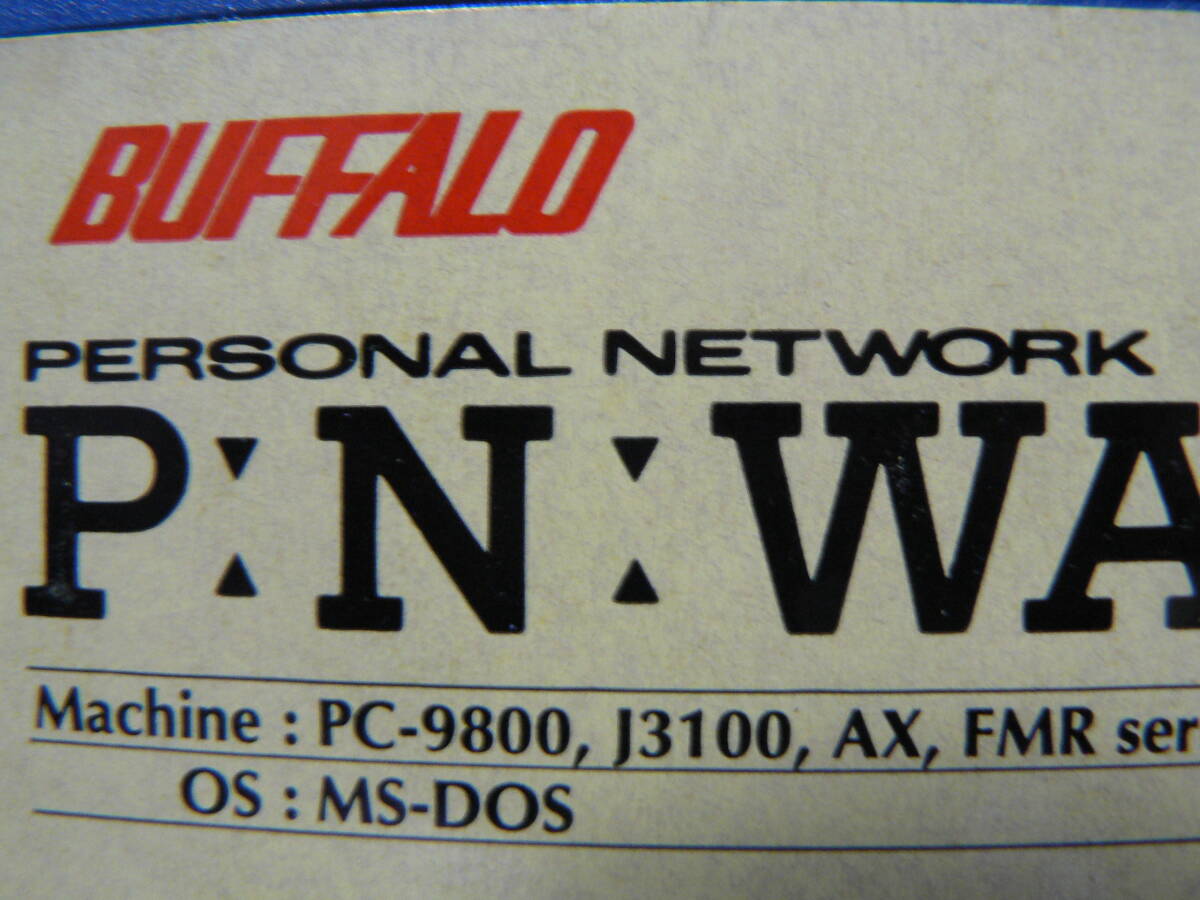 BUFFALO
PERSONAL NETWORK
P:N:WA
Machine : PC-9800, J3100, AX, FMR ser
OS : MS-DOS